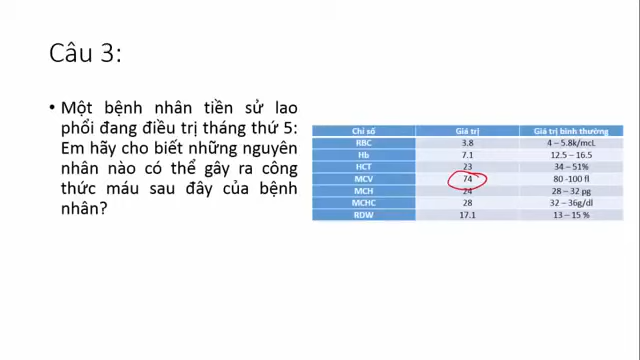 Câu 3:
• Một bệnh nhân tiền sử lao
phổi đang điều trị tháng thứ 5:
Em hãy cho biết những nguyên
nhân nào có thể gây ra công
thức máu sau đây của bệnh
nhân?
Chỉ số Giá trị Giá trị bình thường
RBC 3.8 4 – 5.8k/mcL
Hb 7.1 12.5 – 16.5
HCT 23 34 – 51%
MCV 74 80 -100 fl
MCH 24 28 – 32 pg
MCHC 28 32 – 36g/dl
RDW 17.1 13 – 15 %